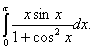 ∫₀^π (x sin x)/(1 + cos² x) dx.